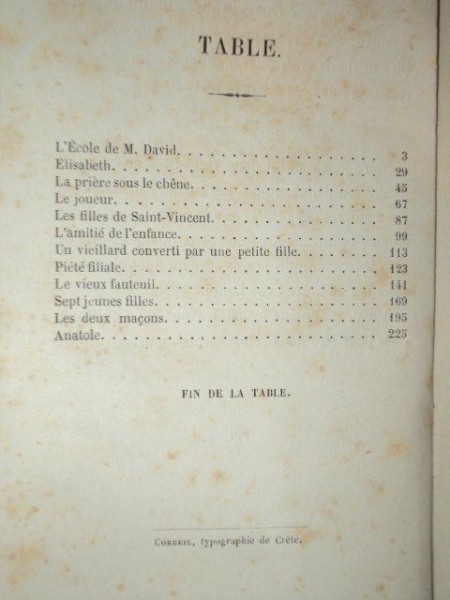 TABLE.
L'École de M. David. . . . . . . . . . . . . . . 3
Élisabeth. . . . . . . . . . . . . . . . . . . . 29
La prière sous le chêne. . . . . . . . . . . . . 45
Le joueur. . . . . . . . . . . . . . . . . . . . 67
Les filles de Saint-Vincent. . . . . . . . . . . 87
L'amitié de l'enfance. . . . . . . . . . . . . . 99
Un vieillard converti par une petite fille. . . . 113
Piété filiale. . . . . . . . . . . . . . . . . . 123
Le vieux fauteuil. . . . . . . . . . . . . . . . 141
Sept jeunes filles. . . . . . . . . . . . . . . . 169
Les deux maçons. . . . . . . . . . . . . . . . . 195
Anatole. . . . . . . . . . . . . . . . . . . . . 225
FIN DE LA TABLE.
CORBEIL, typographie de Crété.